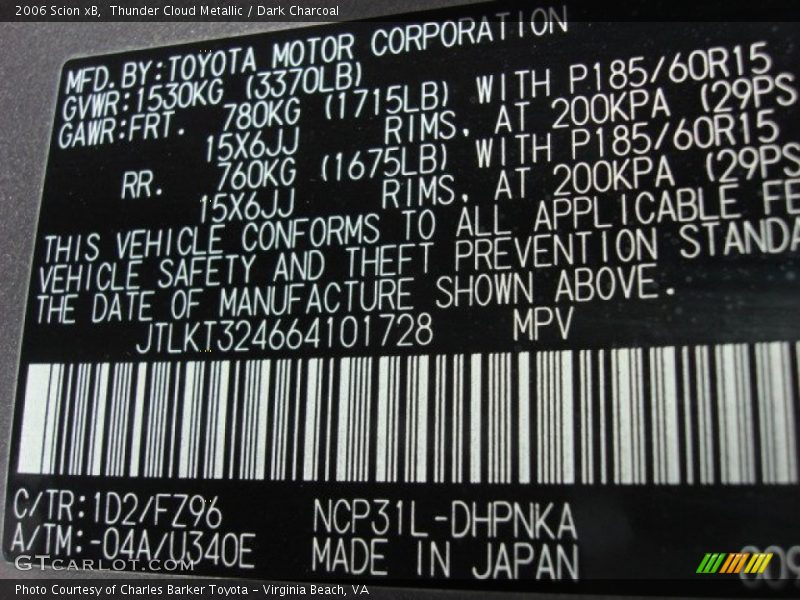 2006 Scion xB, Thunder Cloud Metallic / Dark Charcoal
MFD.BY:TOYOTA MOTOR CORPORATION
GVWR:1530KG (3370LB)
GAWR:FRT. 780KG (1715LB) WITH P185/60R15
15X6JJ RIMS, AT 200KPA (29PS
RR. 760KG (1675LB) WITH P185/60R15
15X6JJ RIMS, AT 200KPA (29PS
THIS VEHICLE CONFORMS TO ALL APPLICABLE FE
VEHICLE SAFETY AND THEFT PREVENTION STANDA
THE DATE OF MANUFACTURE SHOWN ABOVE.
JTLKT324664101728 MPV
C/TR:1D2/FZ96 NCP31L-DHPNKA
A/TM:-04A/U340E MADE IN JAPAN
GTCarLot.com
Photo Courtesy of Charles Barker Toyota - Virginia Beach, VA